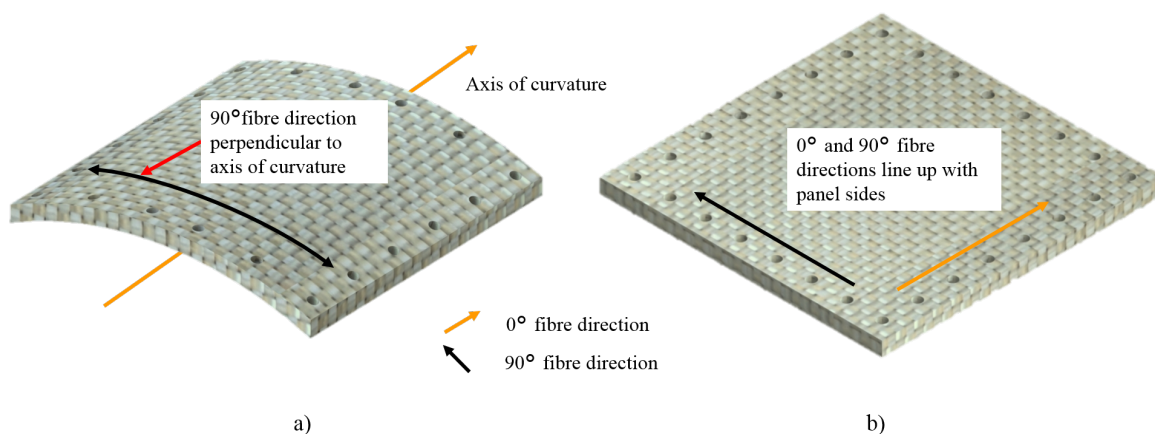 Axis of curvature
90°fibre direction
perpendicular to
axis of curvature
0° and 90° fibre
directions line up with
panel sides
0° fibre direction
90° fibre direction
a)
b)